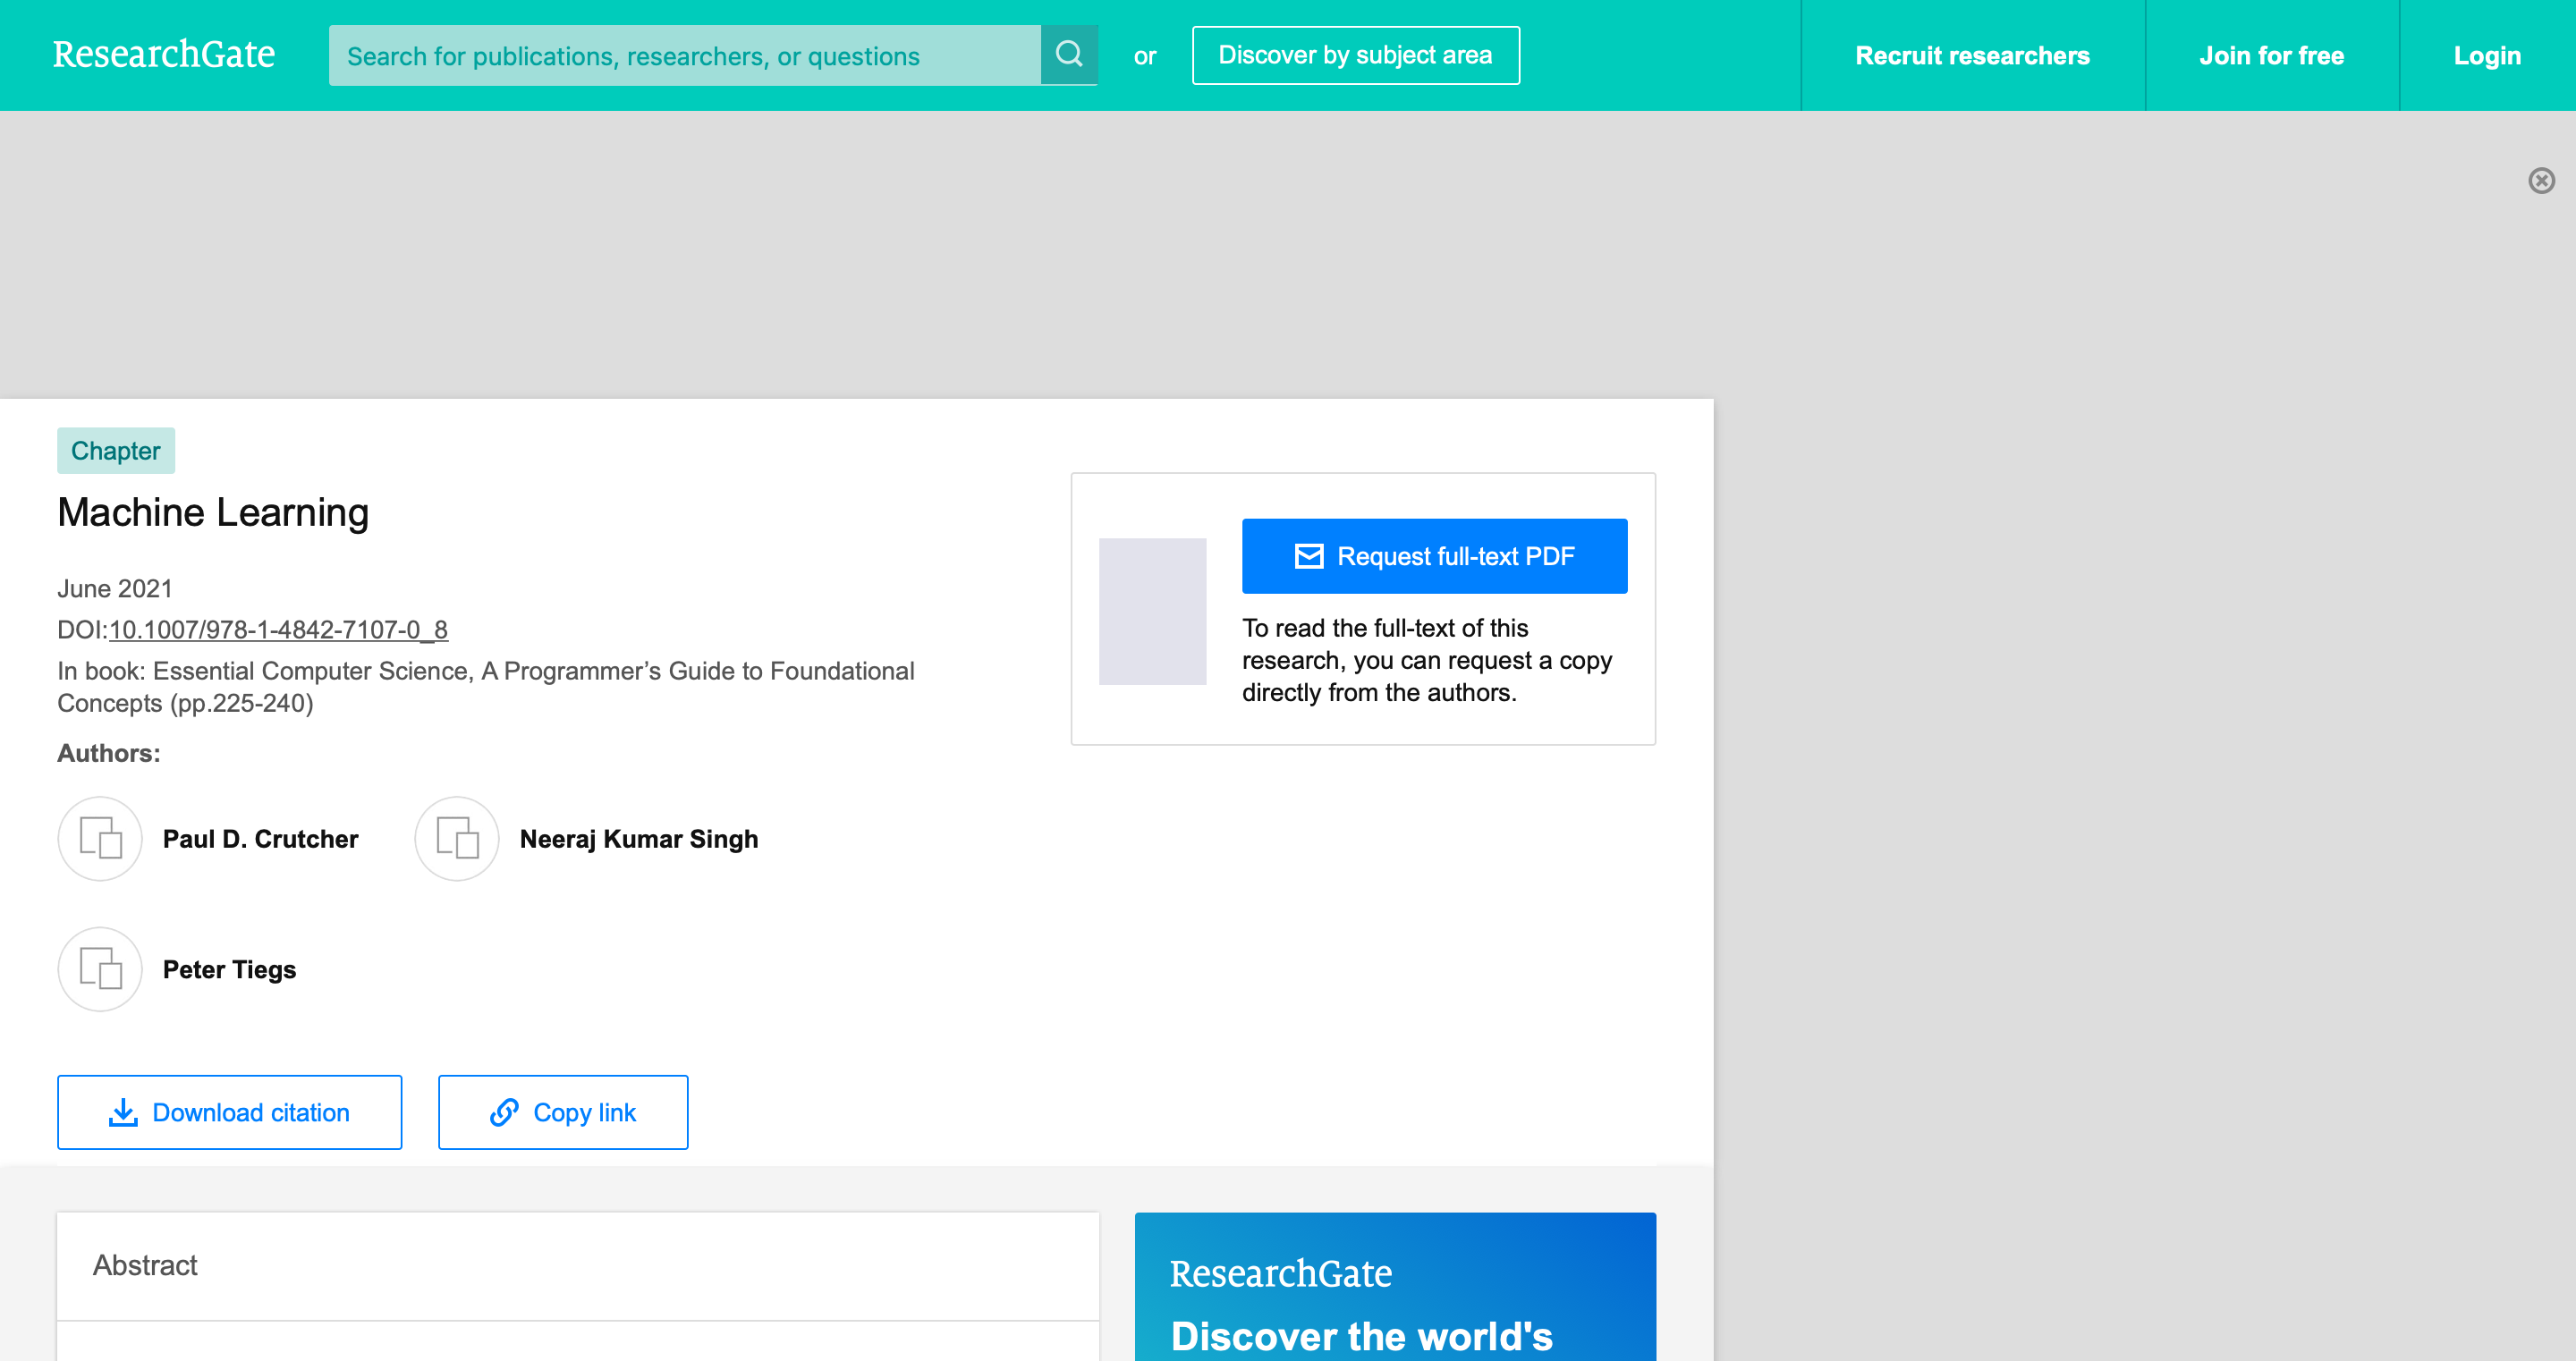 ResearchGate
Search for publications, researchers, or questions
or
Discover by subject area
Recruit researchers
Join for free
Login
Chapter
Machine Learning
June 2021
DOI:10.1007/978-1-4842-7107-0_8
In book: Essential Computer Science, A Programmer’s Guide to Foundational
Concepts (pp.225-240)
Authors:
Paul D. Crutcher
Neeraj Kumar Singh
Peter Tiegs
Download citation
Copy link
Request full-text PDF
To read the full-text of this
research, you can request a copy
directly from the authors.
Abstract
ResearchGate
Discover the world's